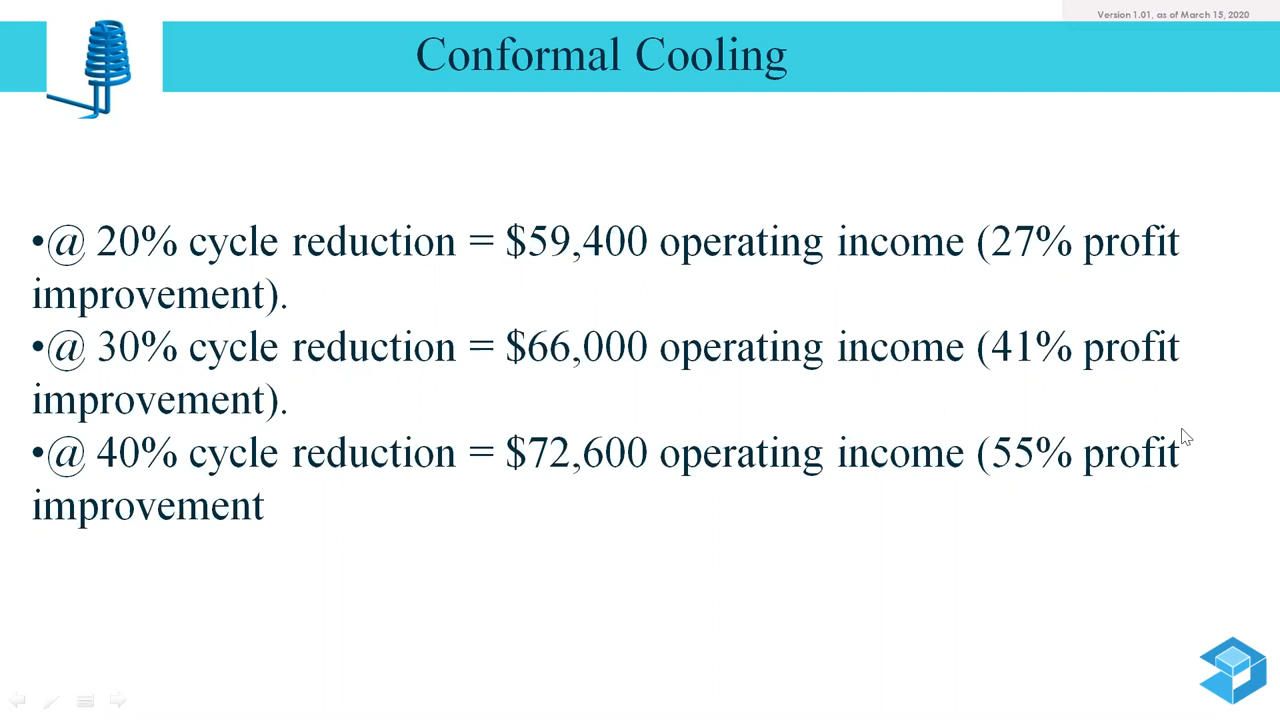 Version 1.01, as of March 15, 2020
Conformal Cooling
•@ 20% cycle reduction = $59,400 operating income (27% profit
improvement).
•@ 30% cycle reduction = $66,000 operating income (41% profit
improvement).
•@ 40% cycle reduction = $72,600 operating income (55% profit
improvement